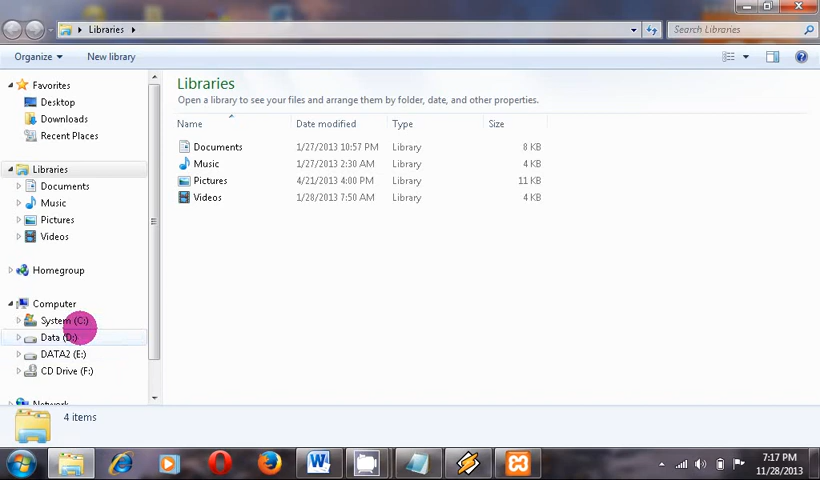 Libraries
Search Libraries
Organize
New library
Favorites
Desktop
Downloads
Recent Places
Libraries
Documents
Music
Pictures
Videos
Homegroup
Computer
System (C:)
Data (D:)
DATA2 (E:)
CD Drive (F:)
Network
Libraries
Open a library to see your files and arrange them by folder, date, and other properties.
Name Date modified Type Size
Documents 1/27/2013 10:57 PM Library 8 KB
Music 1/27/2013 2:30 AM Library 4 KB
Pictures 4/21/2013 4:00 PM Library 11 KB
Videos 1/28/2013 7:50 AM Library 4 KB
4 items
7:17 PM
11/28/2013